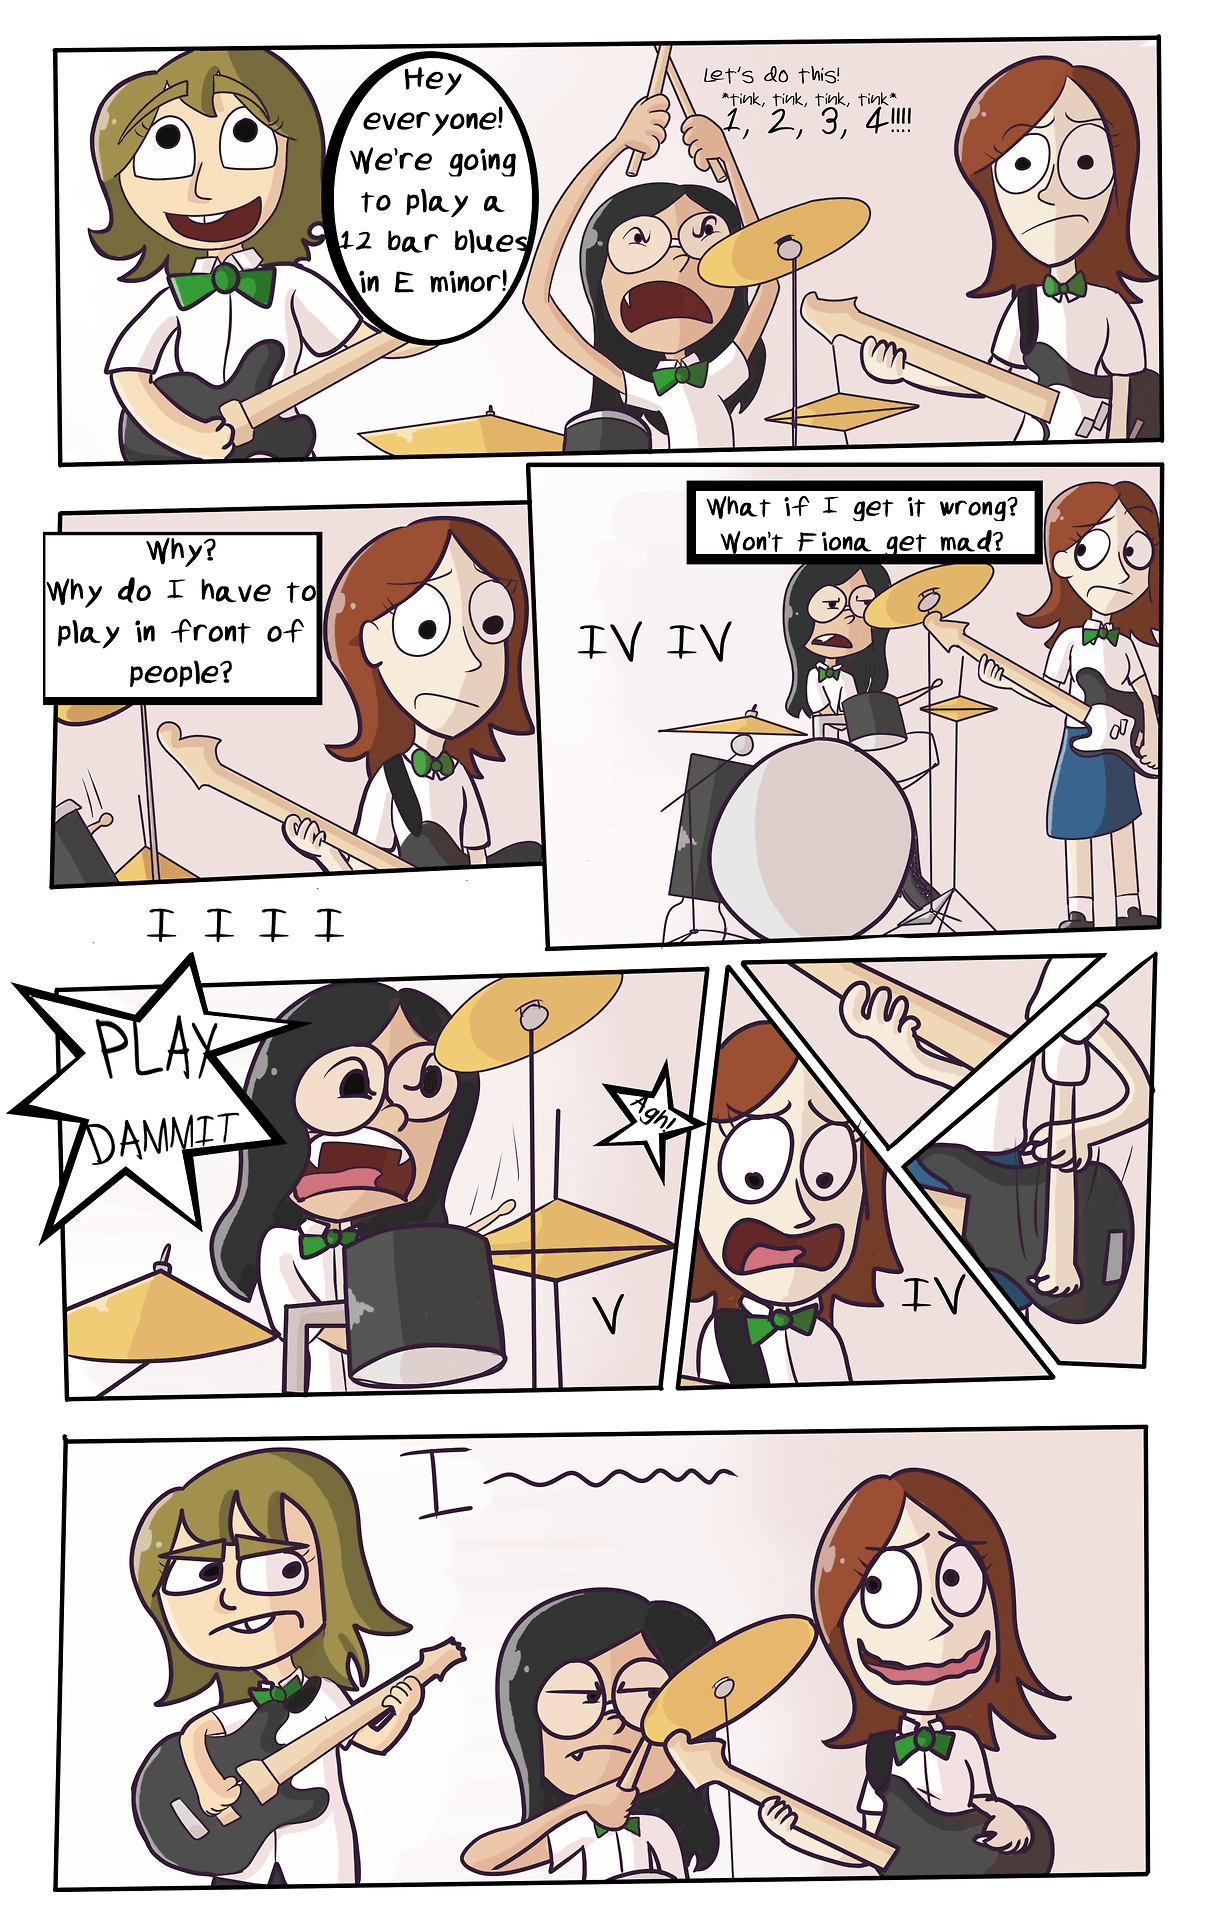 Hey
everyone!
We're going
to play a
12 bar blues
in E minor!
Let's do this!
*tink, tink, tink, tink*
1, 2, 3, 4!!!!
Why?
Why do I have to
play in front of
people?
I I I I
What if I get it wrong?
Won't Fiona get mad?
IV IV
PLAY
DAMMIT
Agh!
V
IV
I